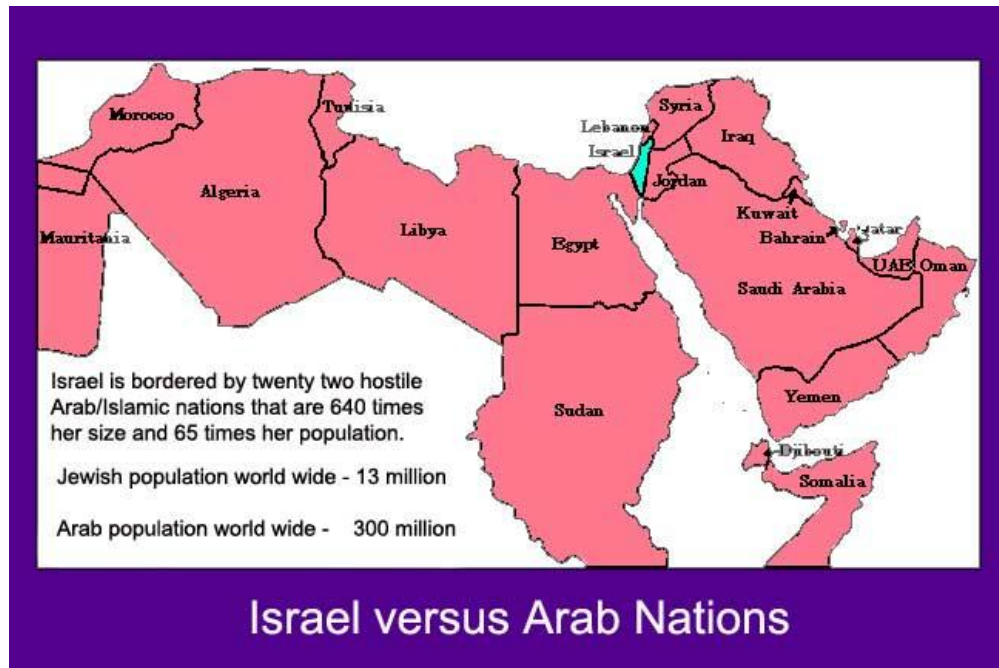 Morocco
Tunisia
Algeria
Libya
Egypt
Mauritania
Sudan
Lebanon
Israel
Syria
Iraq
Jordan
Kuwait
Bahrain
Qatar
UAE
Oman
Saudi Arabia
Yemen
Djibouti
Somalia
Israel is bordered by twenty two hostile
Arab/Islamic nations that are 640 times
her size and 65 times her population.
Jewish population world wide - 13 million
Arab population world wide - 300 million
Israel versus Arab Nations